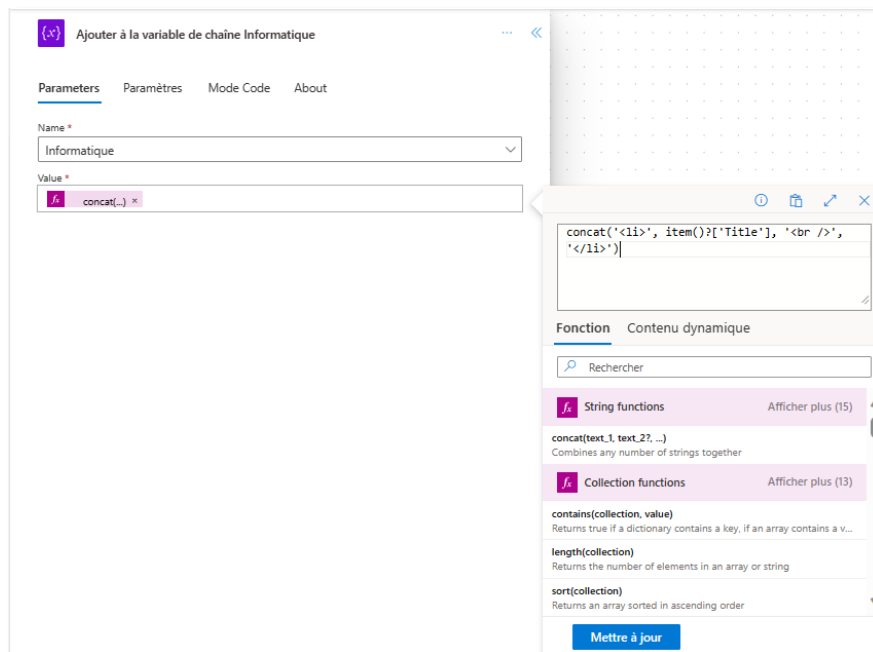 {x} Ajouter à la variable de chaîne Informatique
Parameters Paramètres Mode Code About
Name *
Informatique
Value *
fx concat(...) ×
concat('<li>', item()?['Title'], '<br />',
'</li>')
Fonction Contenu dynamique
Rechercher
fx String functions Afficher plus (15)
concat(text_1, text_2?, ...)
Combines any number of strings together
fx Collection functions Afficher plus (13)
contains(collection, value)
Returns true if a dictionary contains a key, if an array contains a v...
length(collection)
Returns the number of elements in an array or string
sort(collection)
Returns an array sorted in ascending order
Mettre à jour